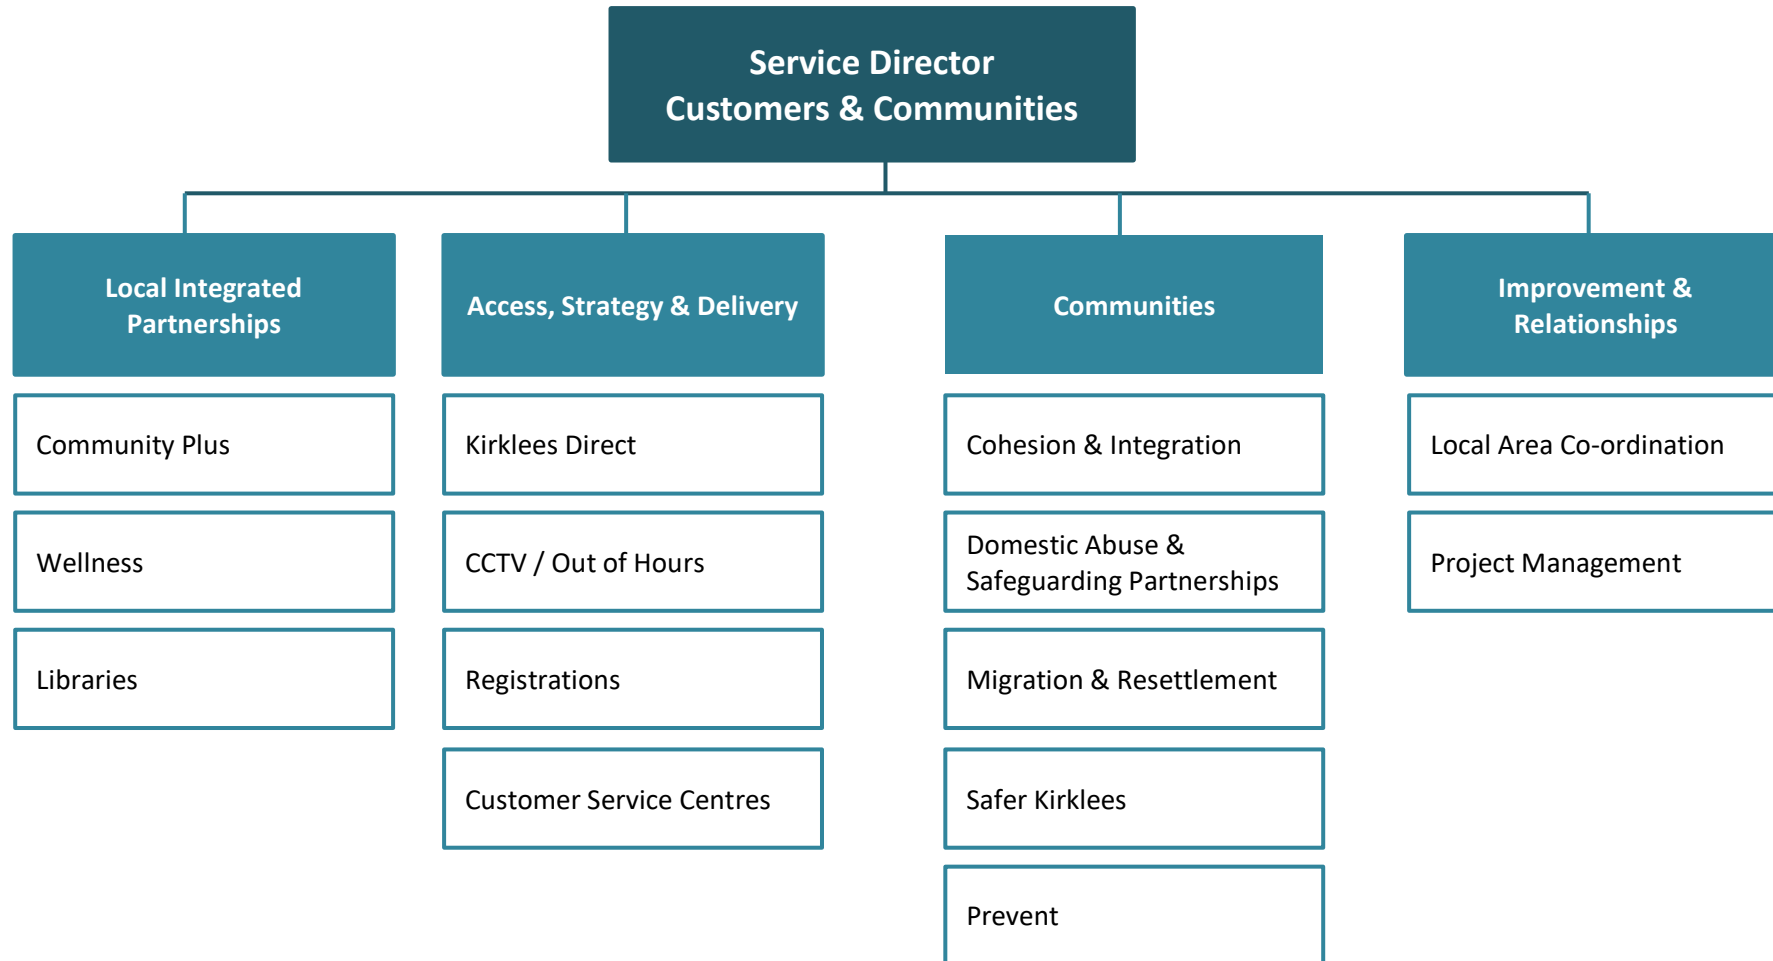 Service Director
Customers & Communities
Local Integrated
Partnerships
Access, Strategy & Delivery
Communities
Improvement &
Relationships
Community Plus
Wellness
Libraries
Kirklees Direct
CCTV / Out of Hours
Registrations
Customer Service Centres
Cohesion & Integration
Domestic Abuse &
Safeguarding Partnerships
Migration & Resettlement
Safer Kirklees
Prevent
Local Area Co-ordination
Project Management